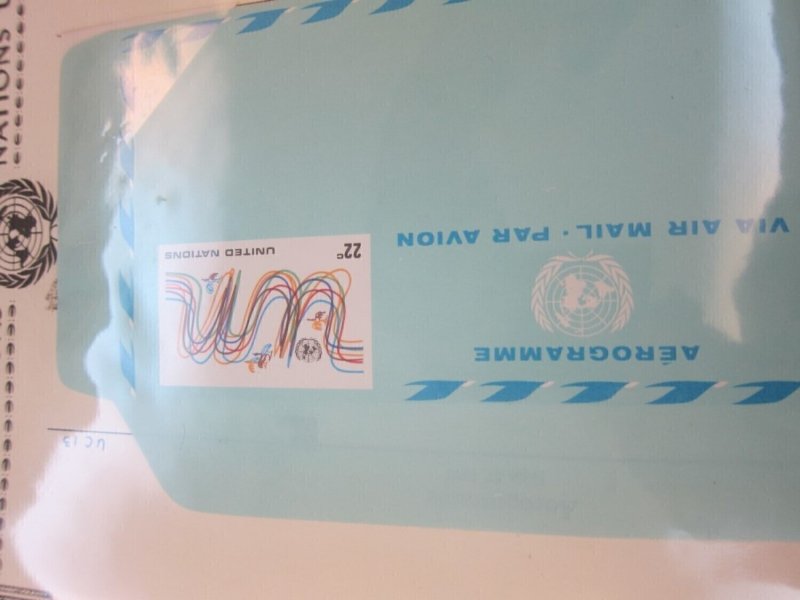 UC 13
AÉROGRAMME
VIA AIR MAIL · PAR AVION
22c UNITED NATIONS
NATIONS